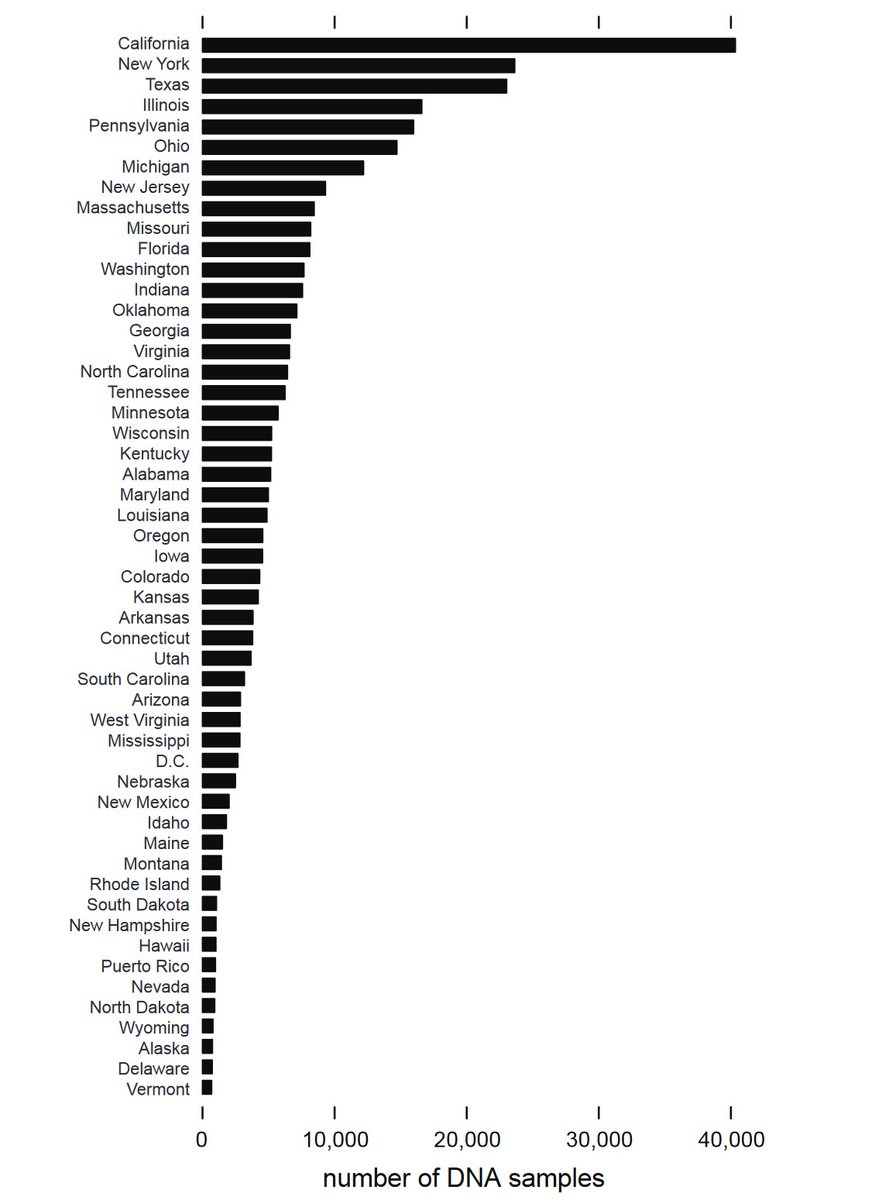 California
New York
Texas
Illinois
Pennsylvania
Ohio
Michigan
New Jersey
Massachusetts
Missouri
Florida
Washington
Indiana
Oklahoma
Georgia
Virginia
North Carolina
Tennessee
Minnesota
Wisconsin
Kentucky
Alabama
Maryland
Louisiana
Oregon
Iowa
Colorado
Kansas
Arkansas
Connecticut
Utah
South Carolina
Arizona
West Virginia
Mississippi
D.C.
Nebraska
New Mexico
Idaho
Maine
Montana
Rhode Island
South Dakota
New Hampshire
Hawaii
Puerto Rico
Nevada
North Dakota
Wyoming
Alaska
Delaware
Vermont
0 10,000 20,000 30,000 40,000
number of DNA samples